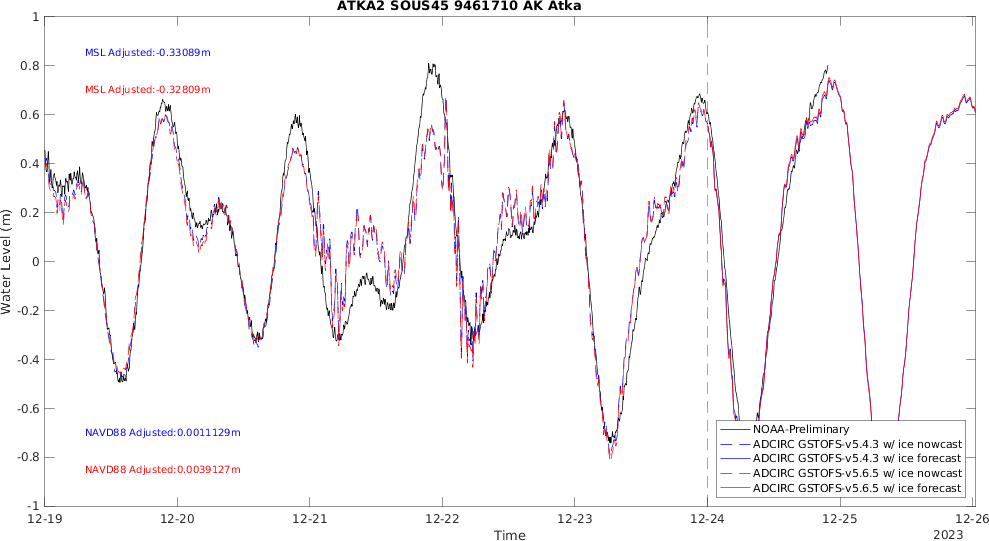 ATKA2 SOUS45 9461710 AK Atka
1
0.8
0.6
0.4
0.2
0
-0.2
-0.4
-0.6
-0.8
-1
Water Level (m)
MSL Adjusted:-0.33089m
MSL Adjusted:-0.32809m
NAVD88 Adjusted:0.0011129m
NAVD88 Adjusted:0.0039127m
NOAA-Preliminary
ADCIRC GSTOFS-v5.4.3 w/ ice nowcast
ADCIRC GSTOFS-v5.4.3 w/ ice forecast
ADCIRC GSTOFS-v5.6.5 w/ ice nowcast
ADCIRC GSTOFS-v5.6.5 w/ ice forecast
12-19 12-20 12-21 12-22 12-23 12-24 12-25 12-26
Time
2023